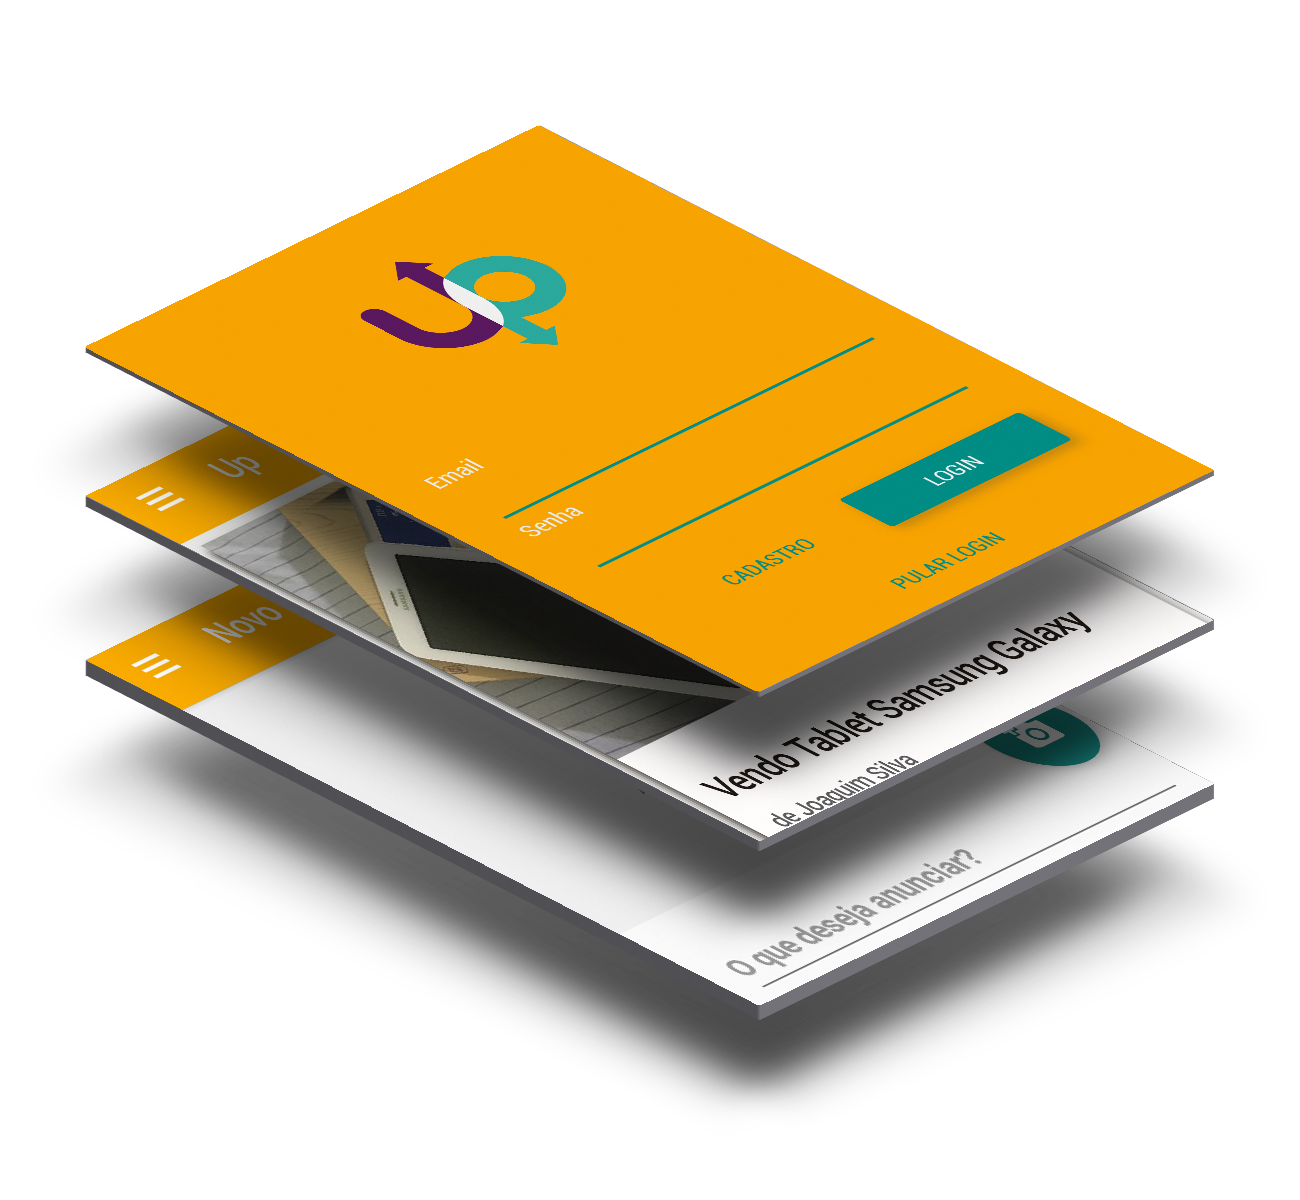 up
Email
Senha
LOGIN
CADASTRO
PULAR LOGIN
Up
Vendo Tablet Samsung Galaxy
de Joaquim Silva
Novo
O que deseja anunciar?